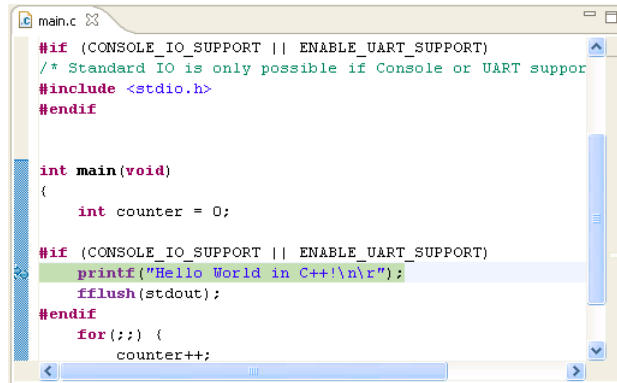 main.c
#if (CONSOLE_IO_SUPPORT || ENABLE_UART_SUPPORT)
/* Standard IO is only possible if Console or UART suppor
#include <stdio.h>
#endif
int main(void)
{
int counter = 0;
#if (CONSOLE_IO_SUPPORT || ENABLE_UART_SUPPORT)
printf("Hello World in C++!\n\r");
fflush(stdout);
#endif
for(;;) {
counter++;